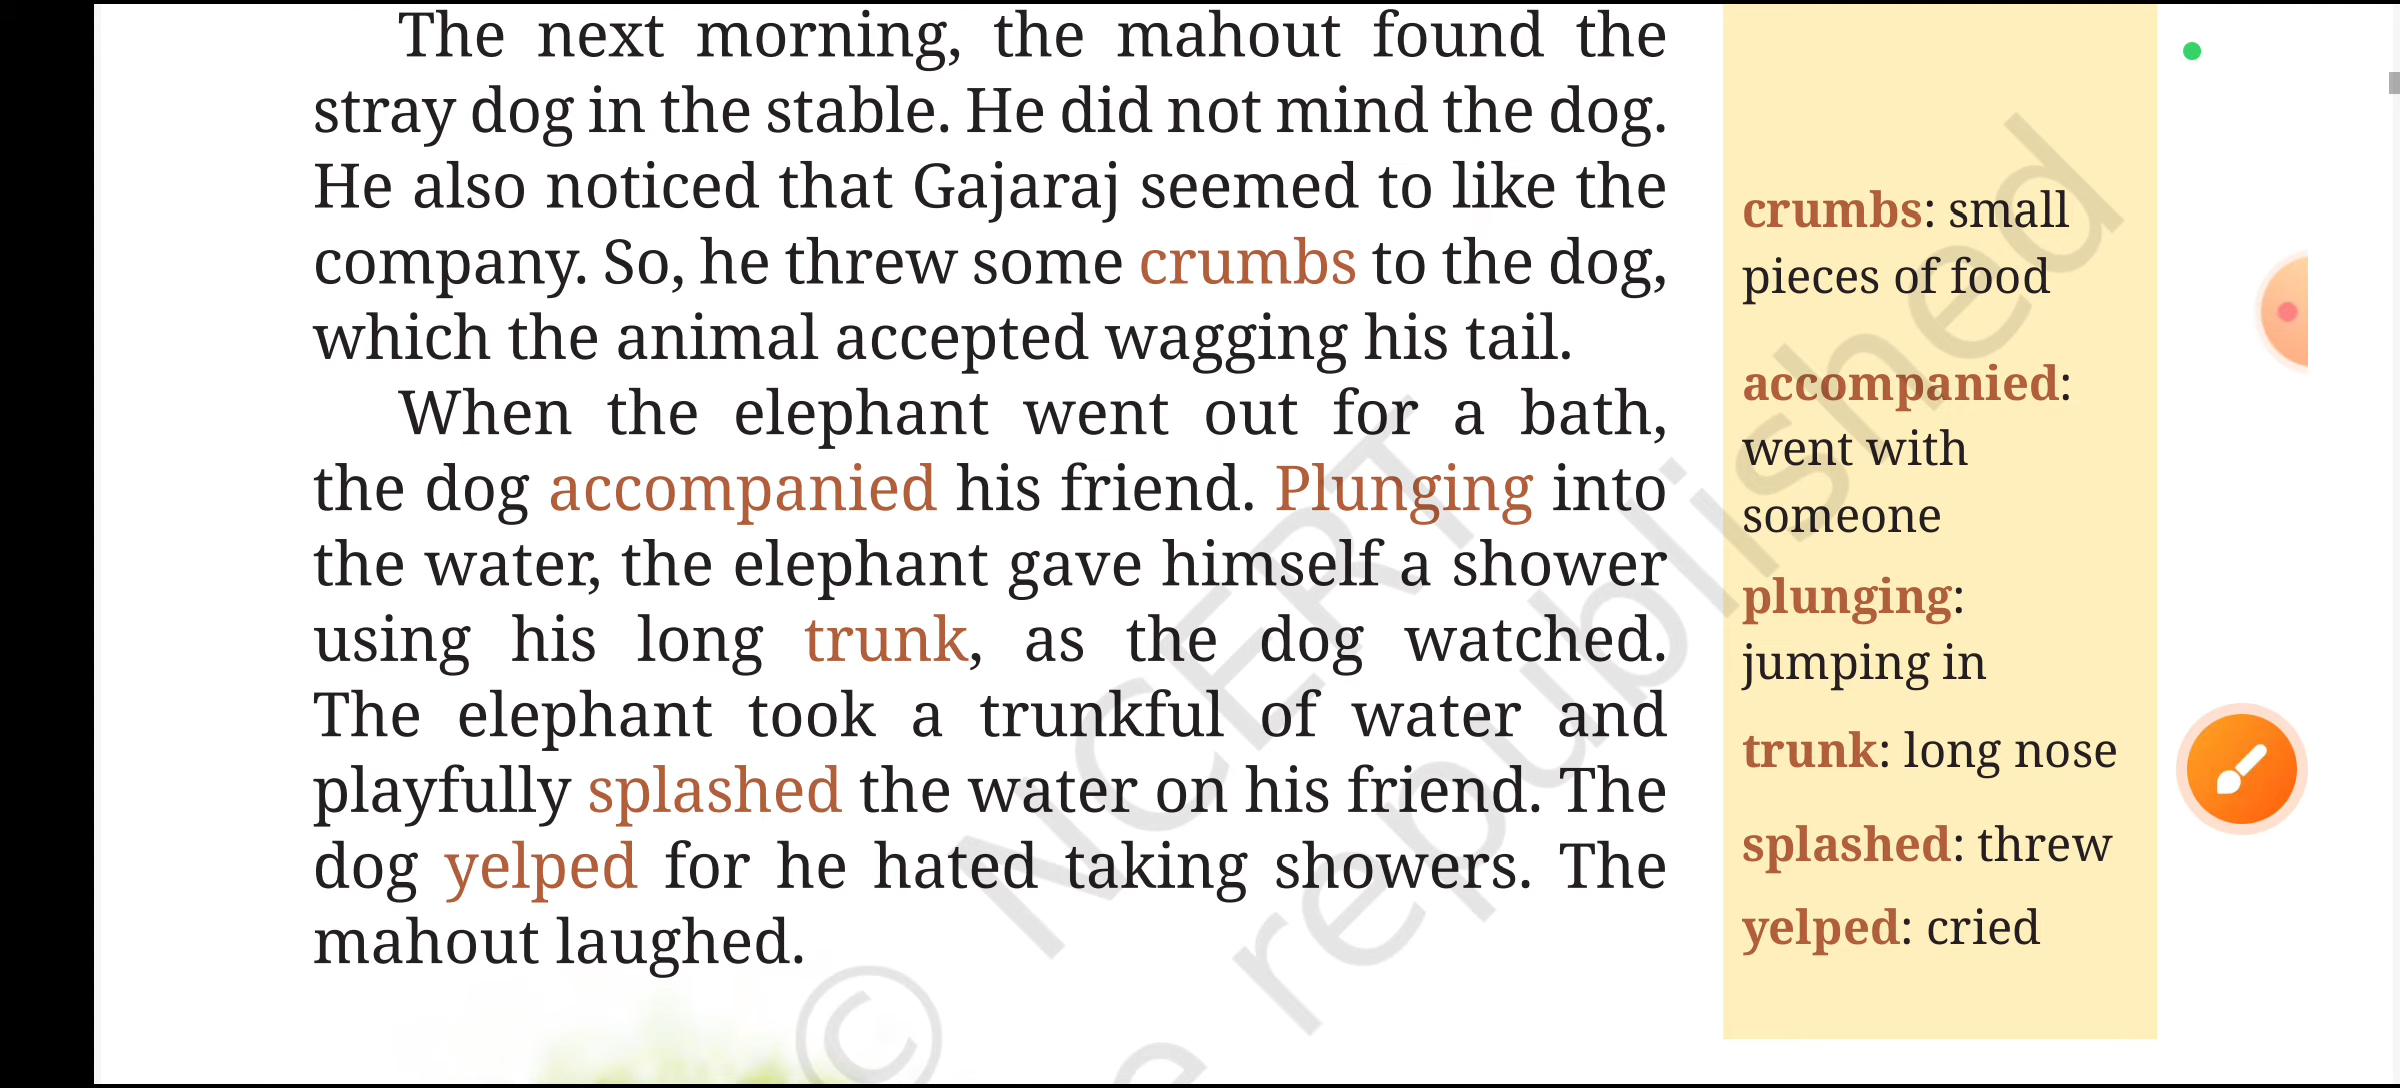 The next morning, the mahout found the
stray dog in the stable. He did not mind the dog.
He also noticed that Gajaraj seemed to like the
company. So, he threw some crumbs to the dog,
which the animal accepted wagging his tail.
When the elephant went out for a bath,
the dog accompanied his friend. Plunging into
the water, the elephant gave himself a shower
using his long trunk, as the dog watched.
The elephant took a trunkful of water and
playfully splashed the water on his friend. The
dog yelped for he hated taking showers. The
mahout laughed.
crumbs: small
pieces of food
accompanied:
went with
someone
plunging:
jumping in
trunk: long nose
splashed: threw
yelped: cried
© NCERT
republished